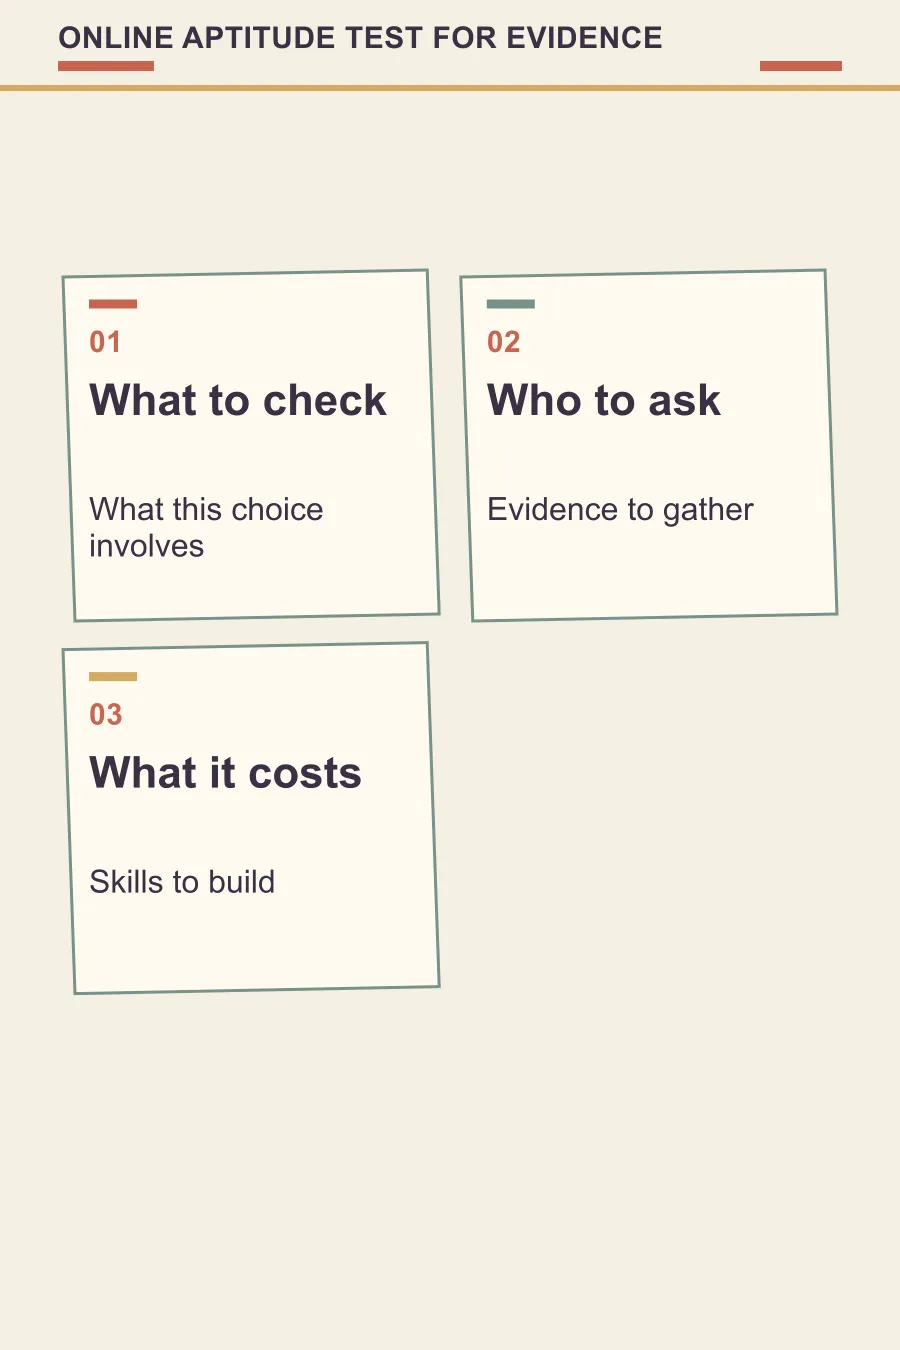 ONLINE APTITUDE TEST FOR EVIDENCE
01
What to check
What this choice
involves
02
Who to ask
Evidence to gather
03
What it costs
Skills to build